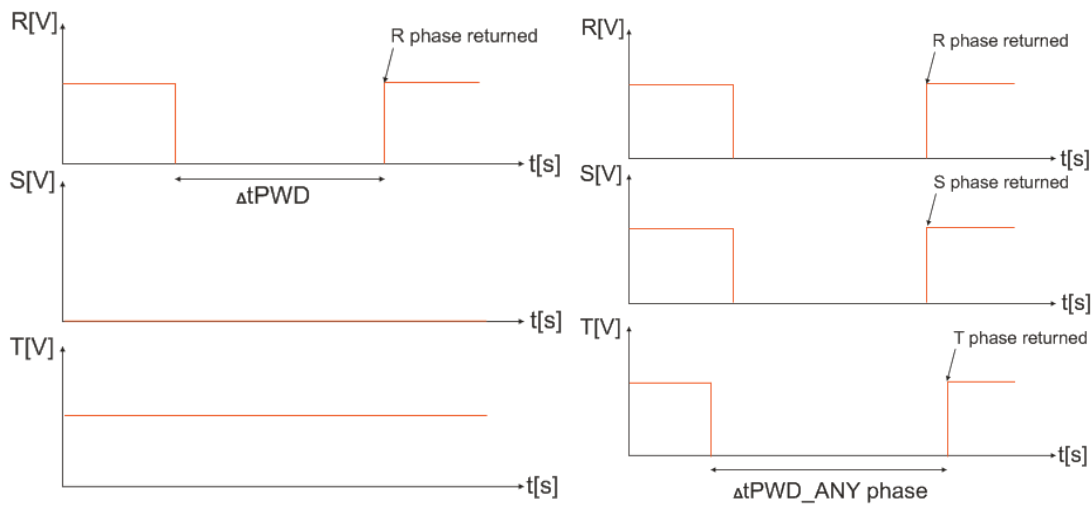 R[V]
R phase returned
t[s]
ΔtPWD
S[V]
t[s]
T[V]
t[s]
R[V]
R phase returned
t[s]
S[V]
S phase returned
t[s]
T[V]
T phase returned
t[s]
ΔtPWD_ANY phase